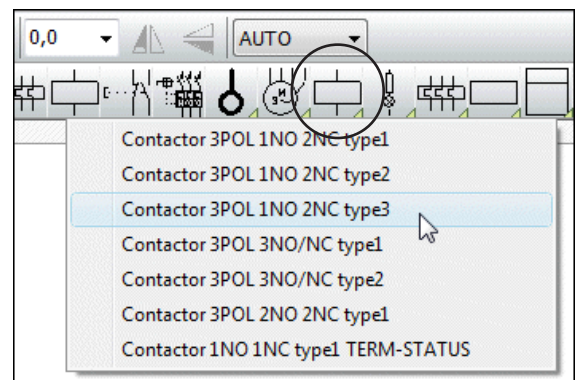 0,0 AUTO
Contactor 3POL 1NO 2NC type1
Contactor 3POL 1NO 2NC type2
Contactor 3POL 1NO 2NC type3
Contactor 3POL 3NO/NC type1
Contactor 3POL 3NO/NC type2
Contactor 3POL 2NO 2NC type1
Contactor 1NO 1NC type1 TERM-STATUS